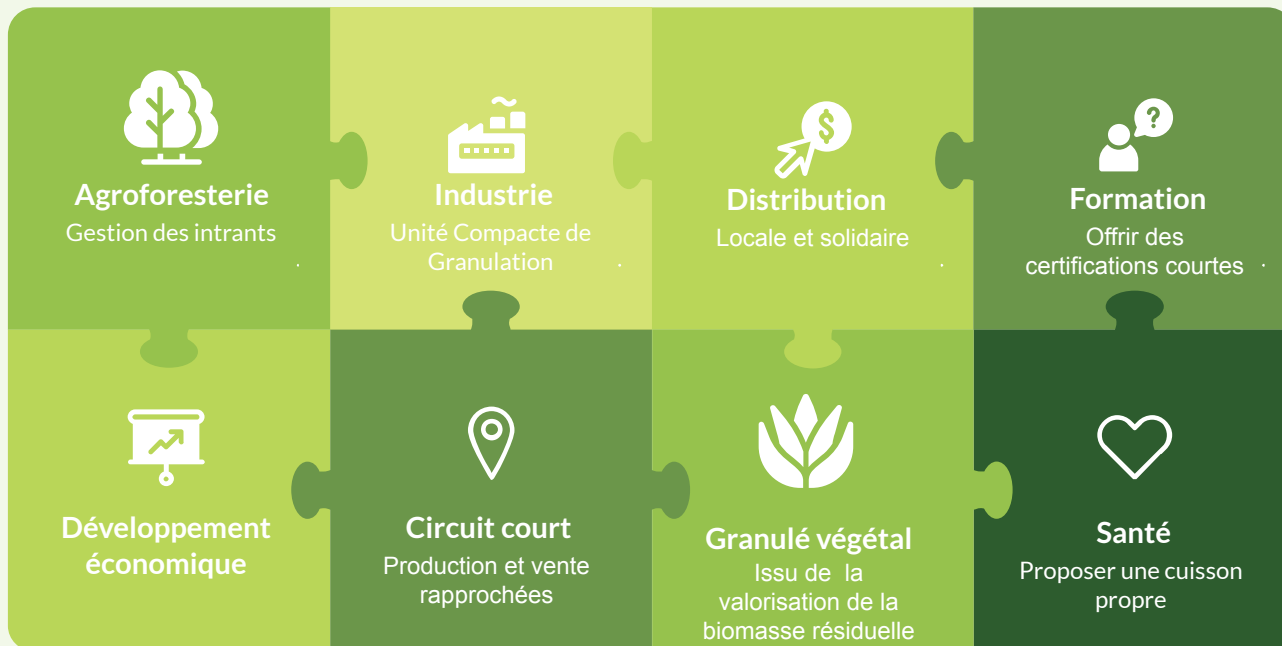 Agroforesterie
Gestion des intrants
.
Industrie
Unité Compacte de
Granulation
.
$
Distribution
Locale et solidaire
.
?
Formation
Offrir des
certifications courtes
.
Développement
économique
Circuit court
Production et vente
rapprochées
Granulé végétal
Issu de la
valorisation de la
biomasse résiduelle
Santé
Proposer une cuisson
propre